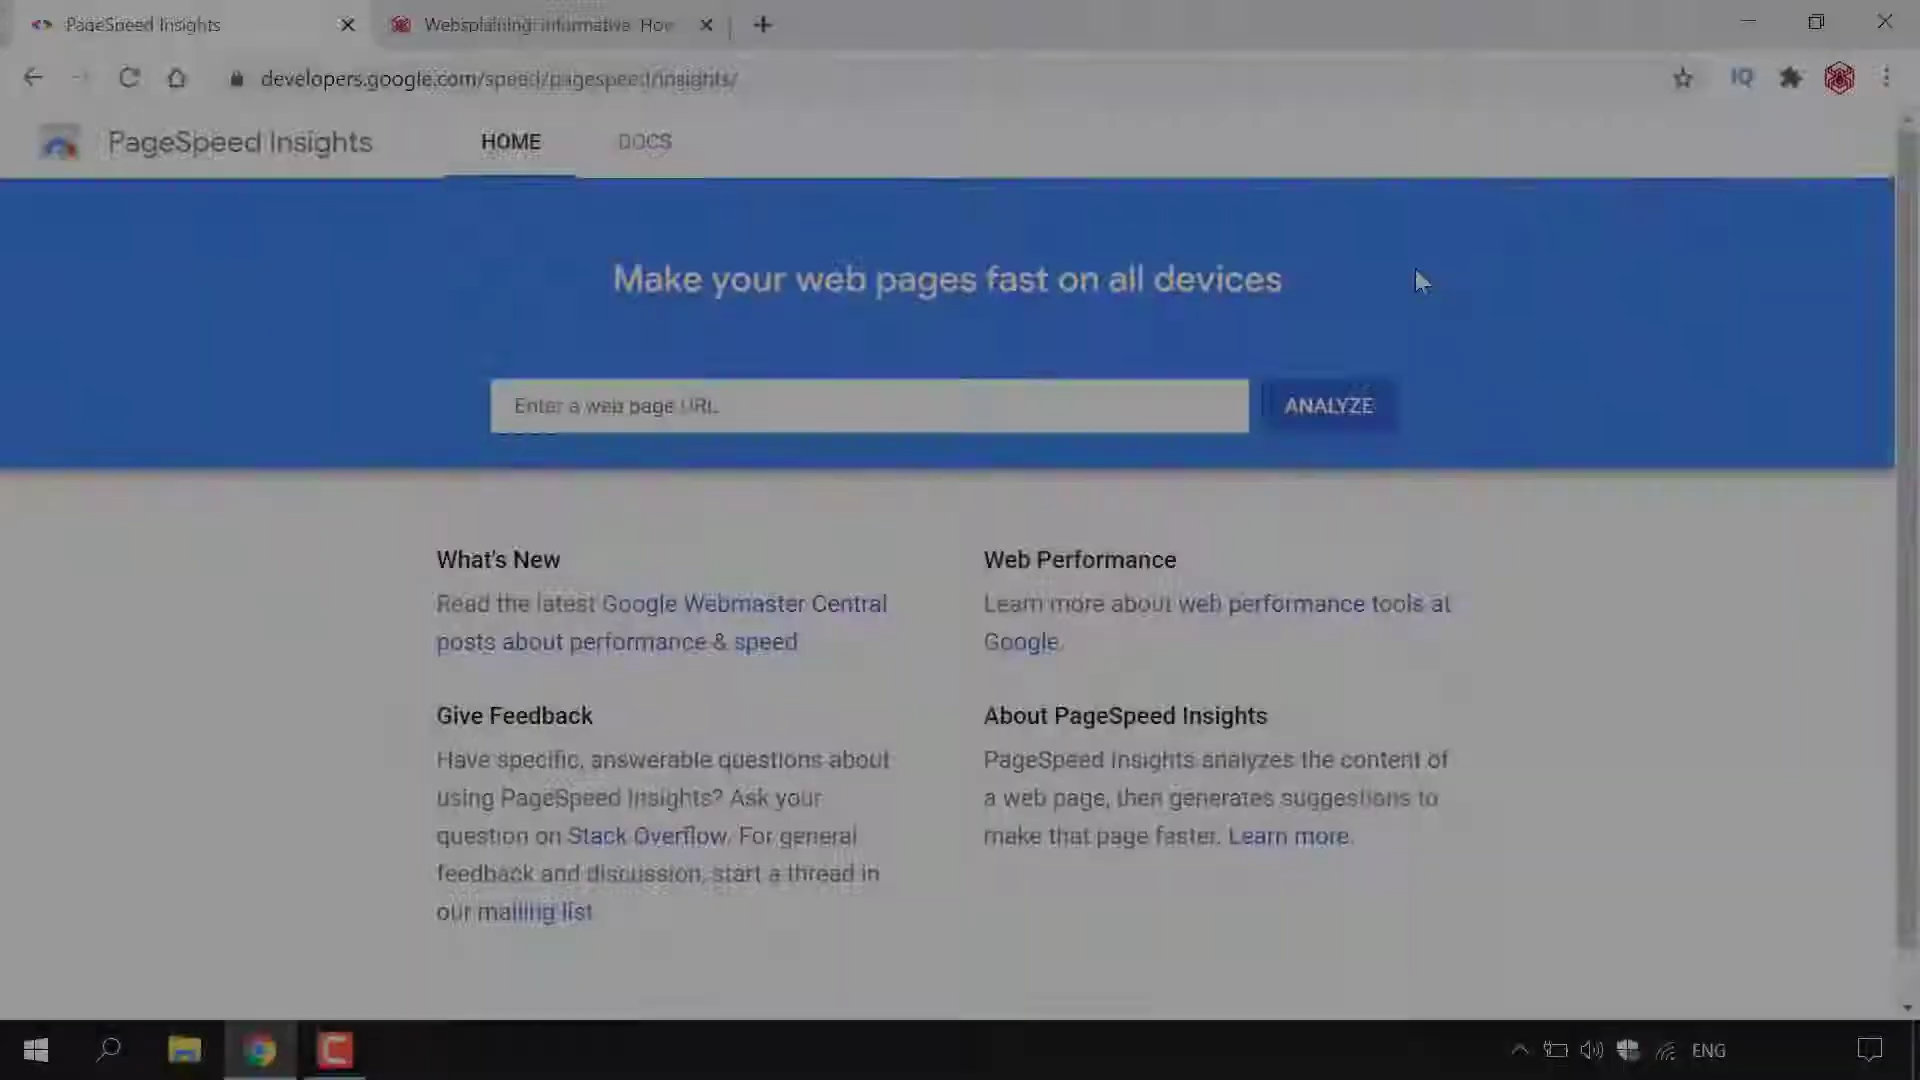 PageSpeed Insights
Websplaining: informative How
developers.google.com/speed/pagespeed/insights/
IQ
PageSpeed Insights
HOME
DOCS
Make your web pages fast on all devices
Enter a web page URL
ANALYZE
What's New
Read the latest Google Webmaster Central
posts about performance & speed
Web Performance
Learn more about web performance tools at
Google.
Give Feedback
Have specific, answerable questions about
using PageSpeed Insights? Ask your
question on Stack Overflow. For general
feedback and discussion, start a thread in
our mailing list
About PageSpeed Insights
PageSpeed Insights analyzes the content of
a web page, then generates suggestions to
make that page faster. Learn more.
ENG